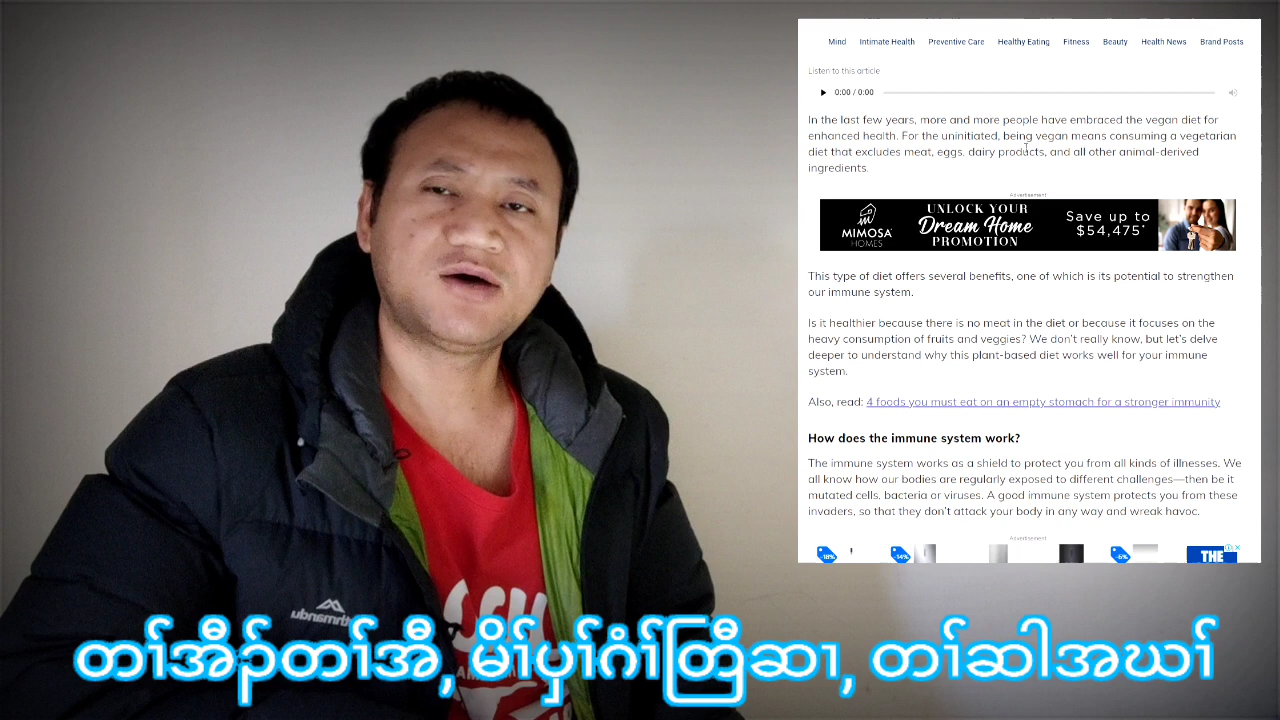 Mind Intimate Health Preventive Care Healthy Eating Fitness Beauty Health News Brand Posts
Listen to this article
0:00 / 0:00
In the last few years, more and more people have embraced the vegan diet for
enhanced health. For the uninitiated, being vegan means consuming a vegetarian
diet that excludes meat, eggs, dairy products, and all other animal-derived
ingredients.
Advertisement
MIMOSA
HOMES
UNLOCK YOUR
Dream Home
PROMOTION
Save up to
$54,475*
This type of diet offers several benefits, one of which is its potential to strengthen
our immune system.
Is it healthier because there is no meat in the diet or because it focuses on the
heavy consumption of fruits and veggies? We don't really know, but let's delve
deeper to understand why this plant-based diet works well for your immune
system.
Also, read: 4 foods you must eat on an empty stomach for a stronger immunity
How does the immune system work?
The immune system works as a shield to protect you from all kinds of illnesses. We
all know how our bodies are regularly exposed to different challenges—then be it
mutated cells, bacteria or viruses. A good immune system protects you from these
invaders, so that they don't attack your body in any way and wreak havoc.
Advertisement
-18% -14% -6% THE
တၢ်အီၣ်တၢ်အီ, မိၢ်ပှၢ်ဂံၢ်တြီဆၢ, တၢ်ဆါအဃၢ်